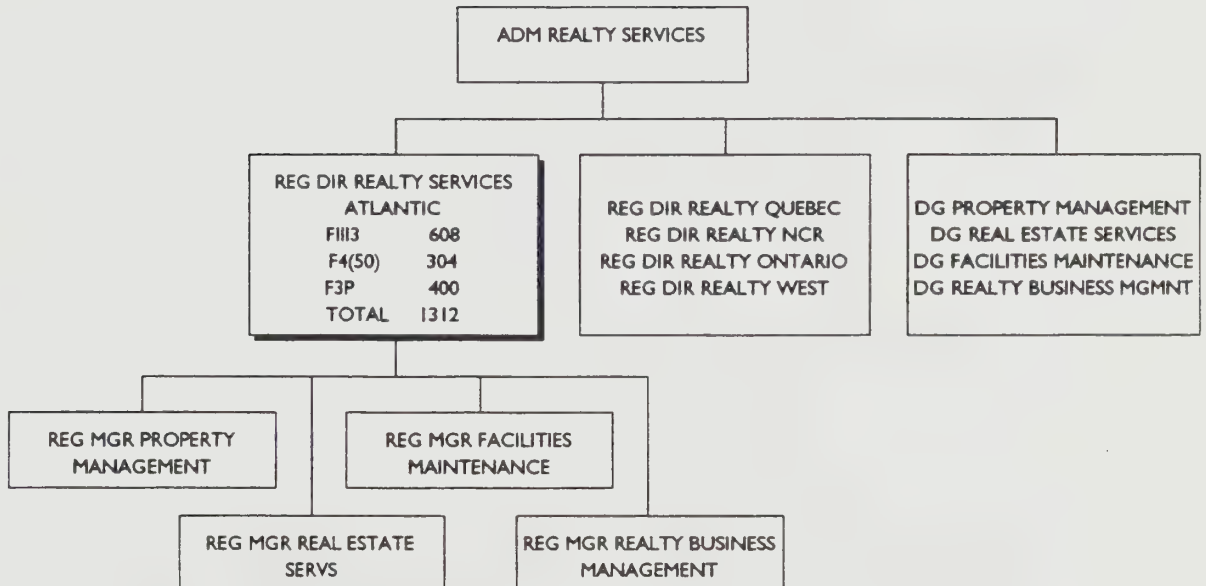 ADM REALTY SERVICES
REG DIR REALTY SERVICES
ATLANTIC
FIII3 608
F4(50) 304
F3P 400
TOTAL 1312
REG DIR REALTY QUEBEC
REG DIR REALTY NCR
REG DIR REALTY ONTARIO
REG DIR REALTY WEST
DG PROPERTY MANAGEMENT
DG REAL ESTATE SERVICES
DG FACILITIES MAINTENANCE
DG REALTY BUSINESS MGMNT
REG MGR PROPERTY
MANAGEMENT
REG MGR FACILITIES
MAINTENANCE
REG MGR REAL ESTATE
SERVS
REG MGR REALTY BUSINESS
MANAGEMENT